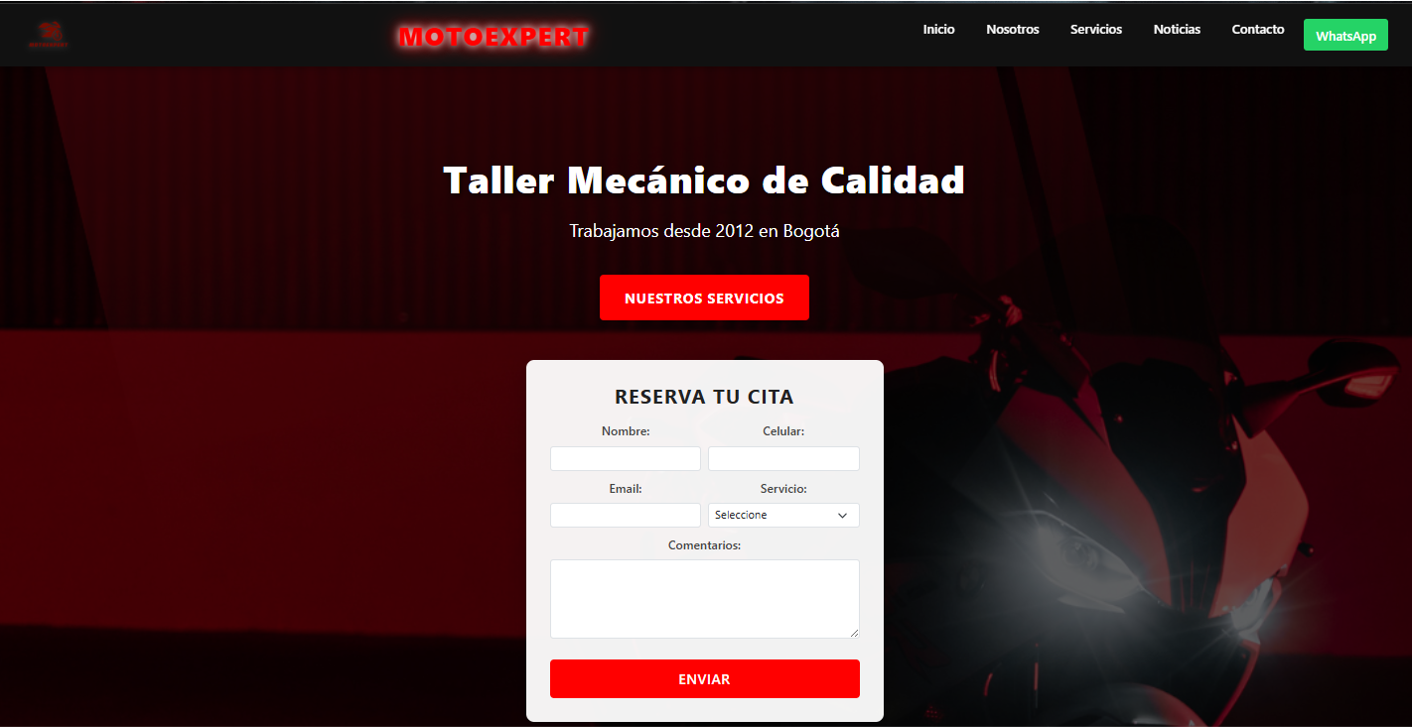 MOTOEXPERT
MOTOEXPERT Inicio Nosotros Servicios Noticias Contacto WhatsApp
Taller Mecánico de Calidad
Trabajamos desde 2012 en Bogotá
NUESTROS SERVICIOS
RESERVA TU CITA
Nombre: Celular:
Email: Servicio:
Seleccione
Comentarios:
ENVIAR